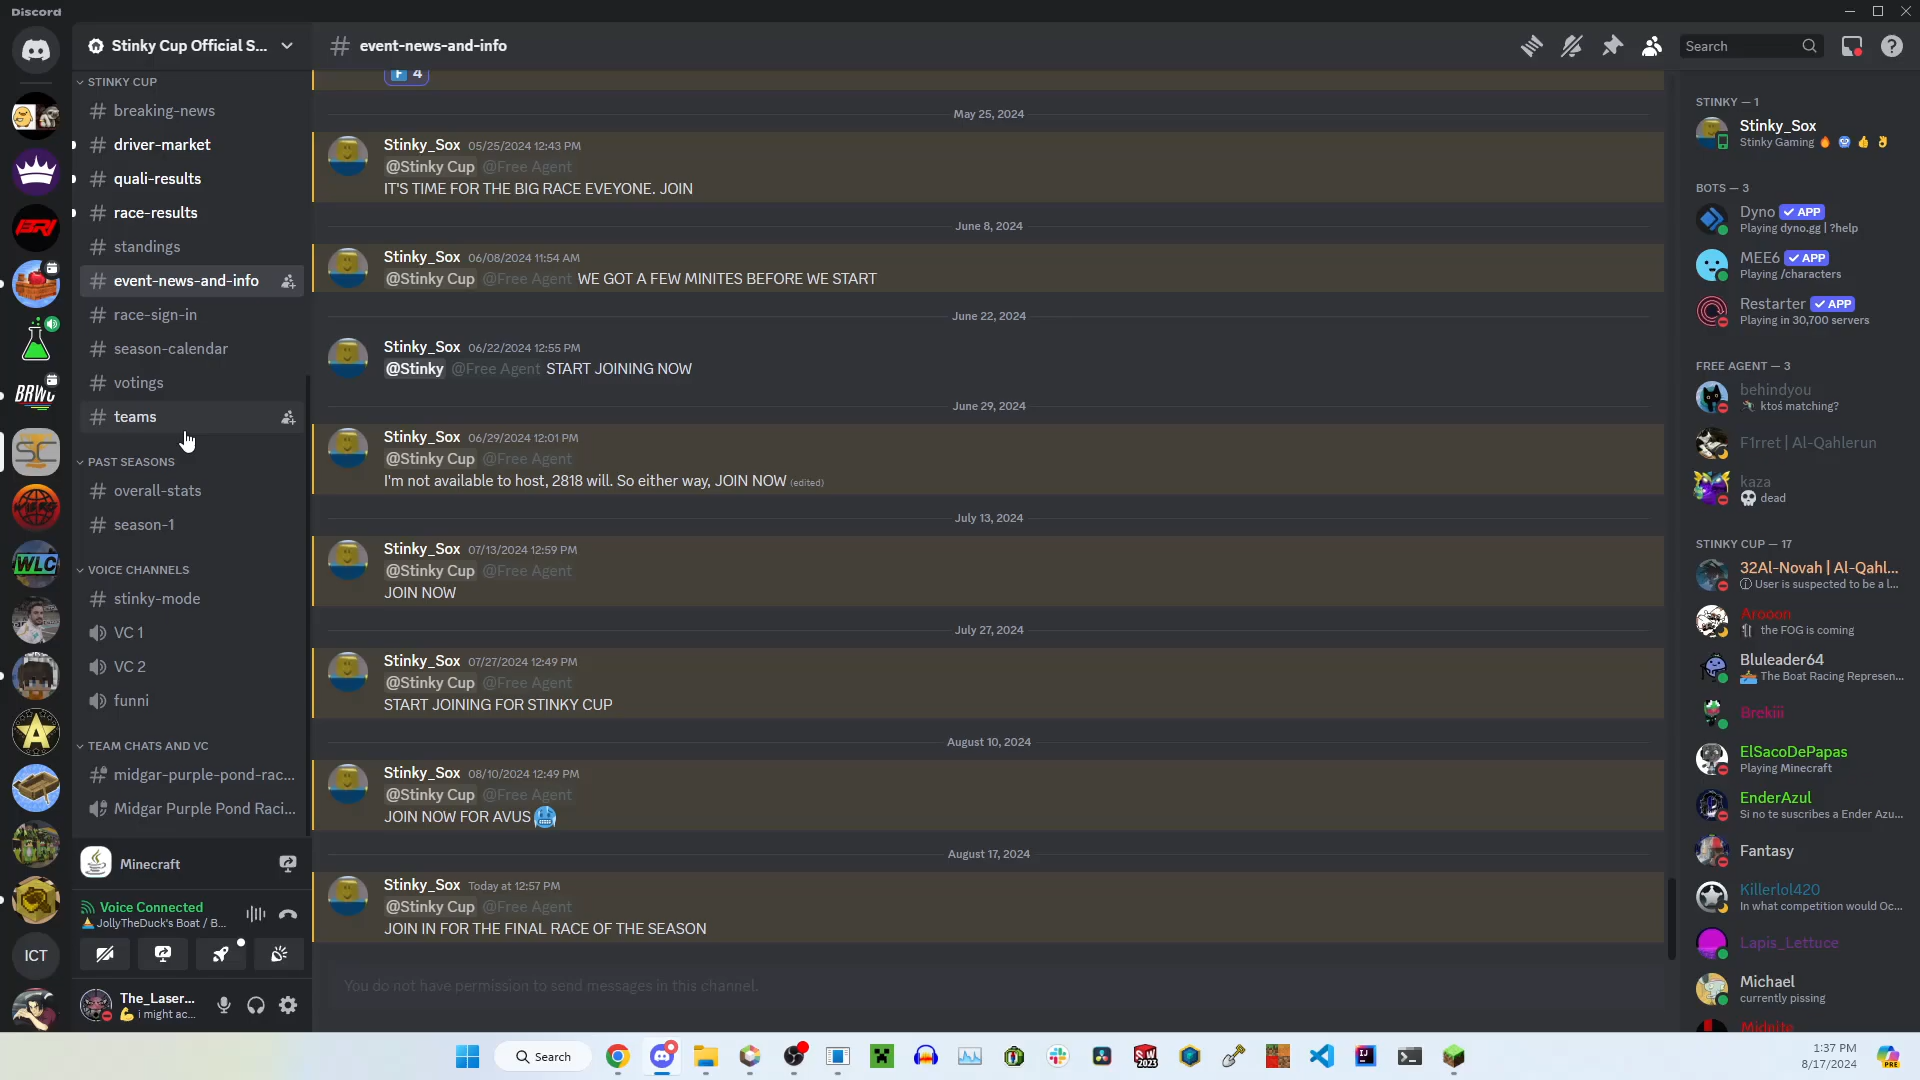 Discord
Stinky Cup Official S...
event-news-and-info
Search
STINKY CUP
breaking-news
driver-market
quali-results
race-results
standings
event-news-and-info
race-sign-in
season-calendar
votings
teams
PAST SEASONS
overall-stats
season-1
VOICE CHANNELS
stinky-mode
VC 1
VC 2
funni
TEAM CHATS AND VC
midgar-purple-pond-rac...
Midgar Purple Pond Raci...
Minecraft
Voice Connected
JollyTheDuck's Boat / B...
The_Laser...
i might ac...
BRI
BRWC
SC
WLC
A
ICT
F 4
May 25, 2024
Stinky_Sox 05/25/2024 12:43 PM
@Stinky Cup @Free Agent
IT'S TIME FOR THE BIG RACE EVEYONE. JOIN
June 8, 2024
Stinky_Sox 06/08/2024 11:54 AM
@Stinky Cup @Free Agent WE GOT A FEW MINITES BEFORE WE START
June 22, 2024
Stinky_Sox 06/22/2024 12:55 PM
@Stinky @Free Agent START JOINING NOW
June 29, 2024
Stinky_Sox 06/29/2024 12:01 PM
@Stinky Cup @Free Agent
I'm not available to host, 2818 will. So either way, JOIN NOW (edited)
July 13, 2024
Stinky_Sox 07/13/2024 12:59 PM
@Stinky Cup @Free Agent
JOIN NOW
July 27, 2024
Stinky_Sox 07/27/2024 12:49 PM
@Stinky Cup @Free Agent
START JOINING FOR STINKY CUP
August 10, 2024
Stinky_Sox 08/10/2024 12:49 PM
@Stinky Cup @Free Agent
JOIN NOW FOR AVUS 🥶
August 17, 2024
Stinky_Sox Today at 12:57 PM
@Stinky Cup @Free Agent
JOIN IN FOR THE FINAL RACE OF THE SEASON
You do not have permission to send messages in this channel.
STINKY — 1
Stinky_Sox
Stinky Gaming
BOTS — 3
Dyno ✓ APP
Playing dyno.gg | ?help
MEE6 ✓ APP
Playing /characters
Restarter ✓ APP
Playing in 30,700 servers
FREE AGENT — 3
behindyou
ktoś matching?
F1rret | Al-Qahlerun
kaza
dead
STINKY CUP — 17
32Al-Novah | Al-Qahl...
User is suspected to be a l...
Arooon
the FOG is coming
Bluleader64
The Boat Racing Represen...
Brekiii
ElSacoDePapas
Playing Minecraft
EnderAzul
Si no te suscribes a Ender Azu...
Fantasy
Killerlol420
In what competition would Oc...
Lapis_Lettuce
Michael
currently pissing
Midnite
Search
SW
2023
IJ
PRE
1:37 PM
8/17/2024